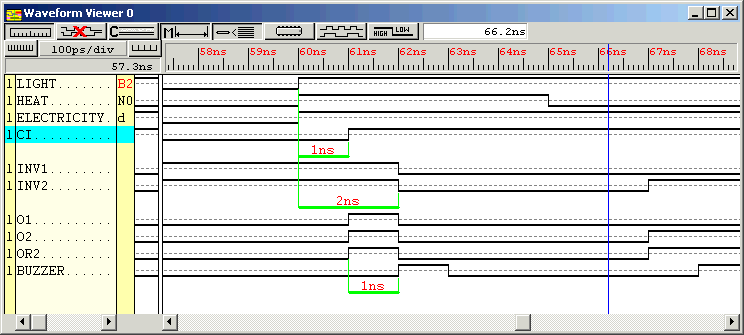 Waveform Viewer 0
M HIGH LOW 66.2ns
100ps/div 58ns 59ns 60ns 61ns 62ns 63ns 64ns 65ns 66ns 67ns 68ns
57.3ns
1 LIGHT........ B2
1 HEAT......... N0
1 ELECTRICITY. d
1 CI...........
1ns
1 INV1.........
1 INV2.........
2ns
1 O1...........
1 O2...........
1 OR2..........
1 BUZZER.......
1ns